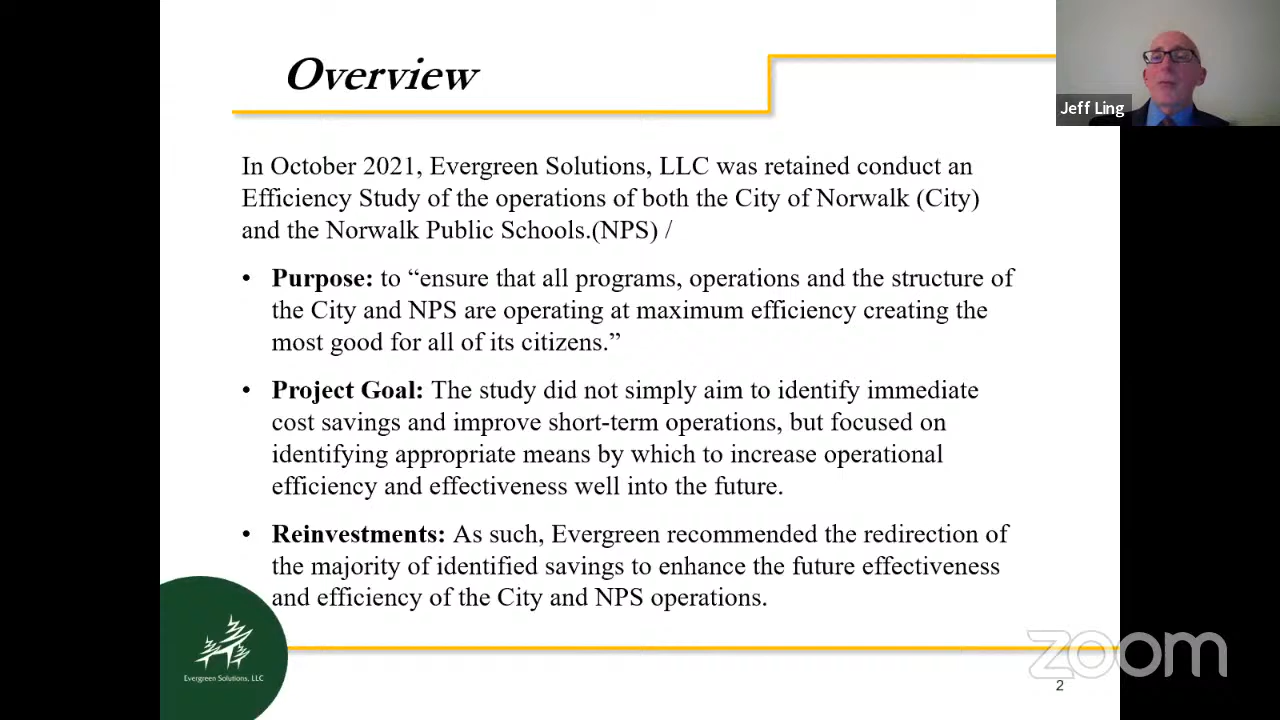 Overview
Jeff Ling
In October 2021, Evergreen Solutions, LLC was retained conduct an
Efficiency Study of the operations of both the City of Norwalk (City)
and the Norwalk Public Schools.(NPS) /
• Purpose: to “ensure that all programs, operations and the structure of
the City and NPS are operating at maximum efficiency creating the
most good for all of its citizens.”
• Project Goal: The study did not simply aim to identify immediate
cost savings and improve short-term operations, but focused on
identifying appropriate means by which to increase operational
efficiency and effectiveness well into the future.
• Reinvestments: As such, Evergreen recommended the redirection of
the majority of identified savings to enhance the future effectiveness
and efficiency of the City and NPS operations.
Evergreen Solutions, LLC
zoom
2